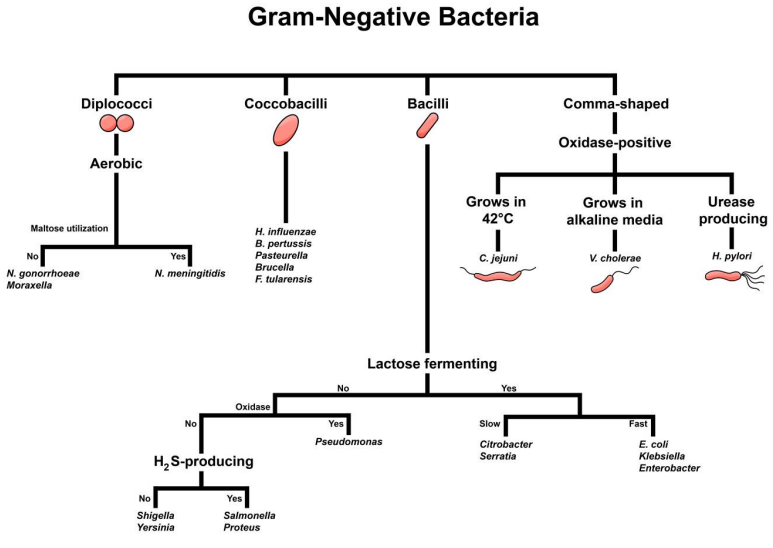 Gram-Negative Bacteria
Diplococci
Coccobacilli
Bacilli
Comma-shaped
Aerobic
Oxidase-positive
Maltose utilization
No
Yes
N. gonorrhoeae
Moraxella
N. meningitidis
H. influenzae
B. pertussis
Pasteurella
Brucella
F. tularensis
Grows in
42°C
C. jejuni
Grows in
alkaline media
V. cholerae
Urease
producing
H. pylori
Lactose fermenting
No
Yes
Oxidase
No
Yes
Pseudomonas
Slow
Fast
Citrobacter
Serratia
E. coli
Klebsiella
Enterobacter
H2S-producing
No
Yes
Shigella
Yersinia
Salmonella
Proteus